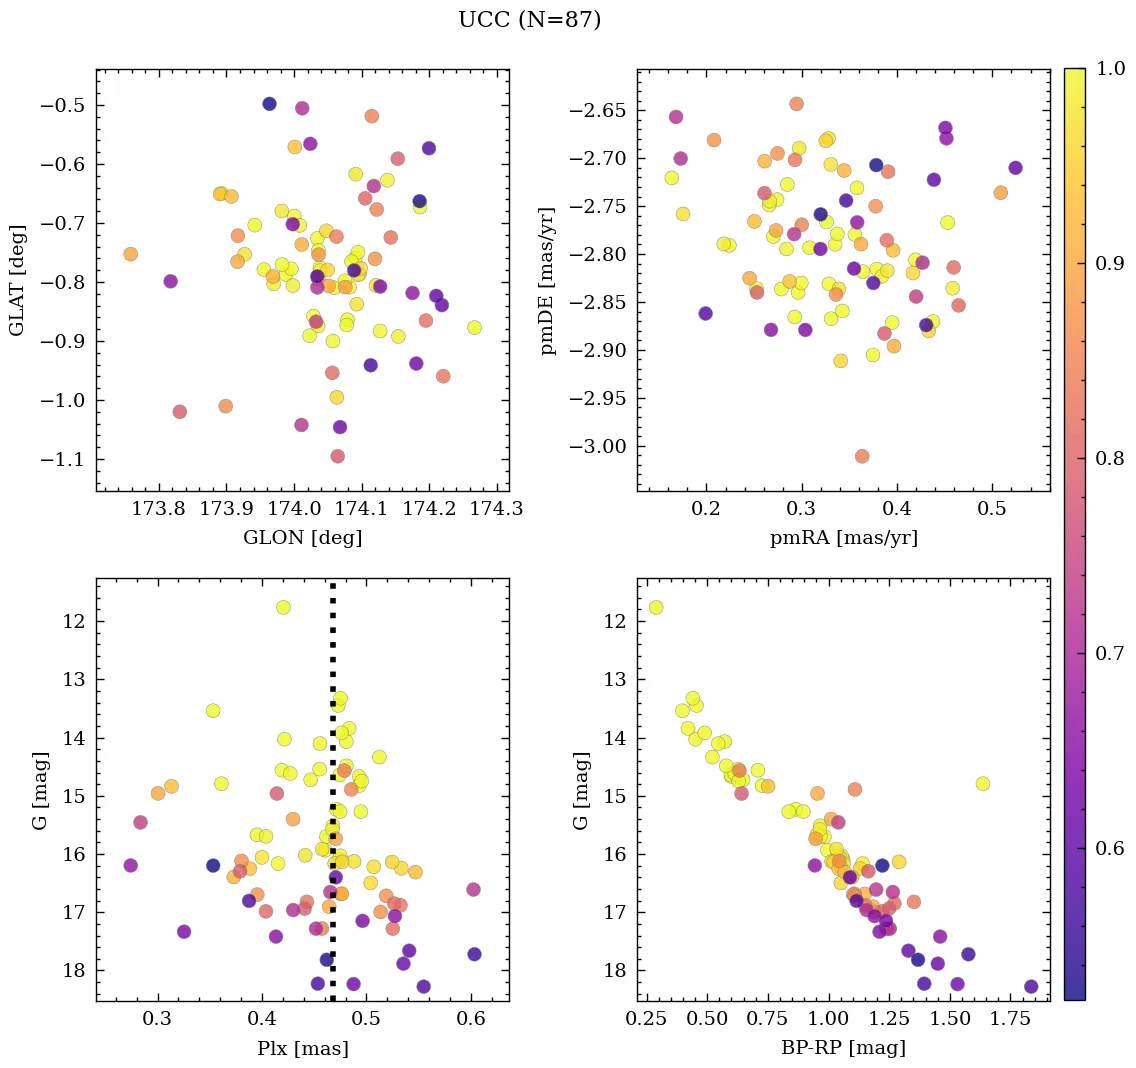 UCC (N=87)
−0.5
−0.6
−0.7
−0.8
−0.9
−1.0
−1.1
GLAT [deg]
173.8 173.9 174.0 174.1 174.2 174.3
GLON [deg]
−2.65
−2.70
−2.75
−2.80
−2.85
−2.90
−2.95
−3.00
pmDE [mas/yr]
0.2 0.3 0.4 0.5
pmRA [mas/yr]
12
13
14
15
16
17
18
G [mag]
0.3 0.4 0.5 0.6
Plx [mas]
12
13
14
15
16
17
18
G [mag]
0.25 0.50 0.75 1.00 1.25 1.50 1.75
BP-RP [mag]
1.0
0.9
0.8
0.7
0.6